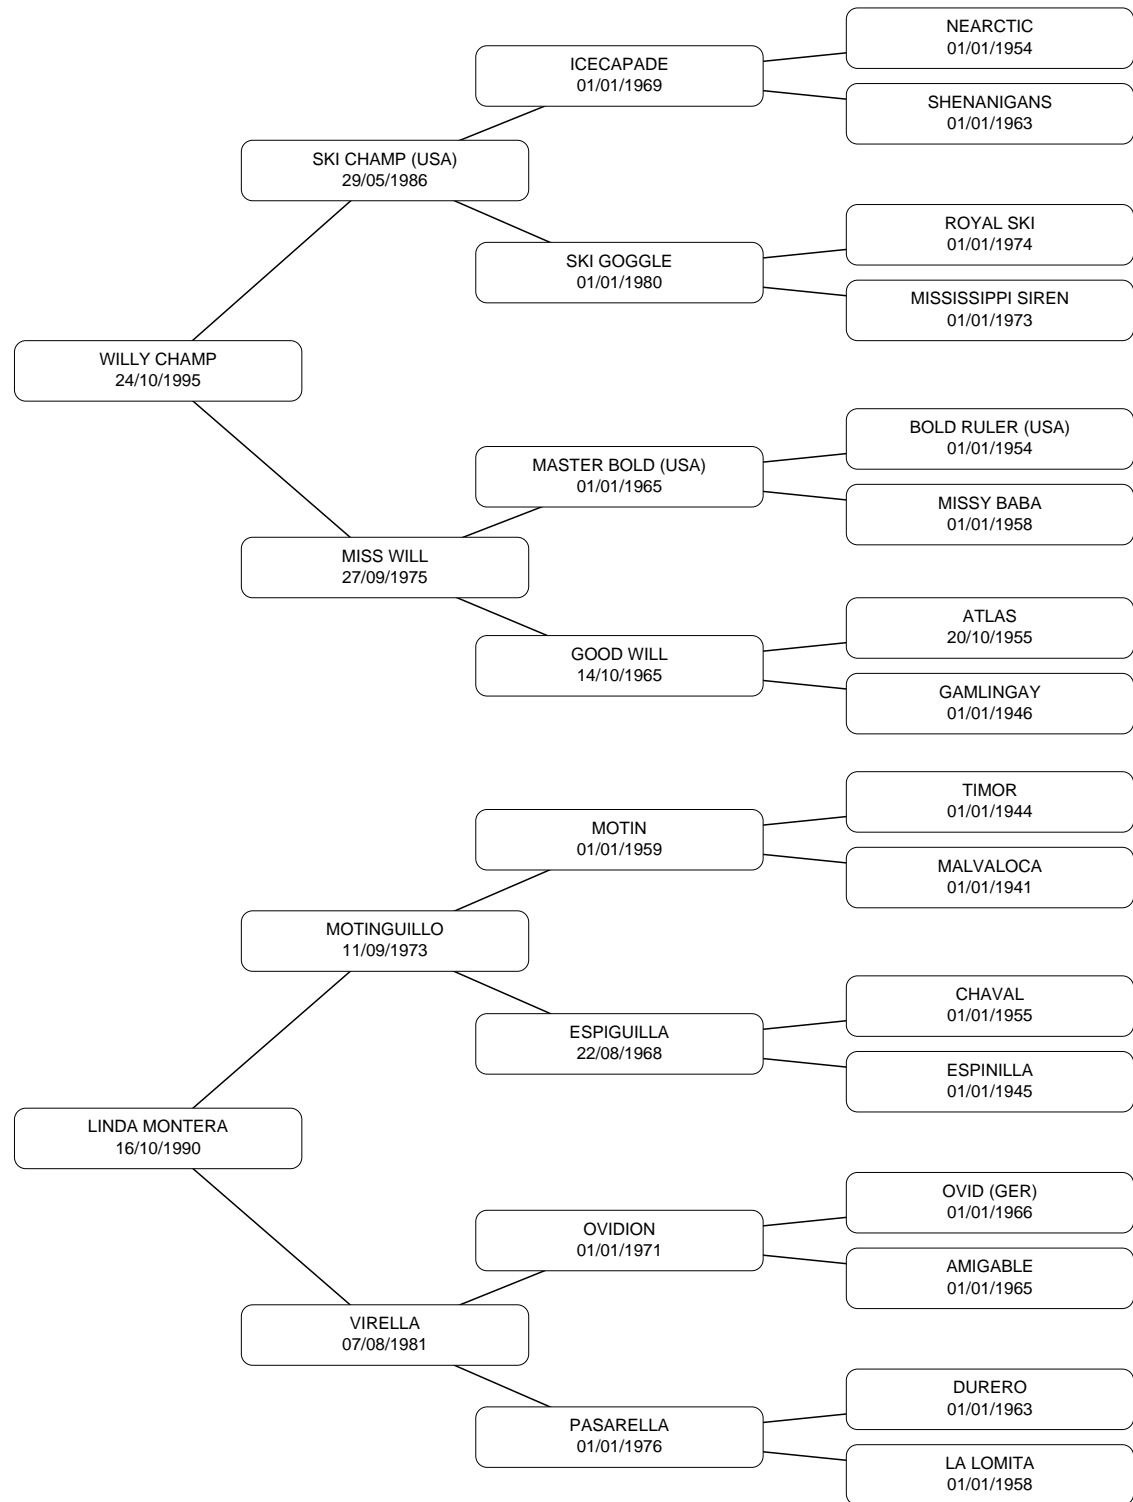 NEARCTIC
01/01/1954
ICECAPADE
01/01/1969
SHENANIGANS
01/01/1963
SKI CHAMP (USA)
29/05/1986
ROYAL SKI
01/01/1974
SKI GOGGLE
01/01/1980
MISSISSIPPI SIREN
01/01/1973
WILLY CHAMP
24/10/1995
BOLD RULER (USA)
01/01/1954
MASTER BOLD (USA)
01/01/1965
MISSY BABA
01/01/1958
MISS WILL
27/09/1975
ATLAS
20/10/1955
GOOD WILL
14/10/1965
GAMLINGAY
01/01/1946
TIMOR
01/01/1944
MOTIN
01/01/1959
MALVALOCA
01/01/1941
MOTINGUILLO
11/09/1973
CHAVAL
01/01/1955
ESPIGUILLA
22/08/1968
ESPINILLA
01/01/1945
LINDA MONTERA
16/10/1990
OVID (GER)
01/01/1966
OVIDION
01/01/1971
AMIGABLE
01/01/1965
VIRELLA
07/08/1981
DURERO
01/01/1963
PASARELLA
01/01/1976
LA LOMITA
01/01/1958